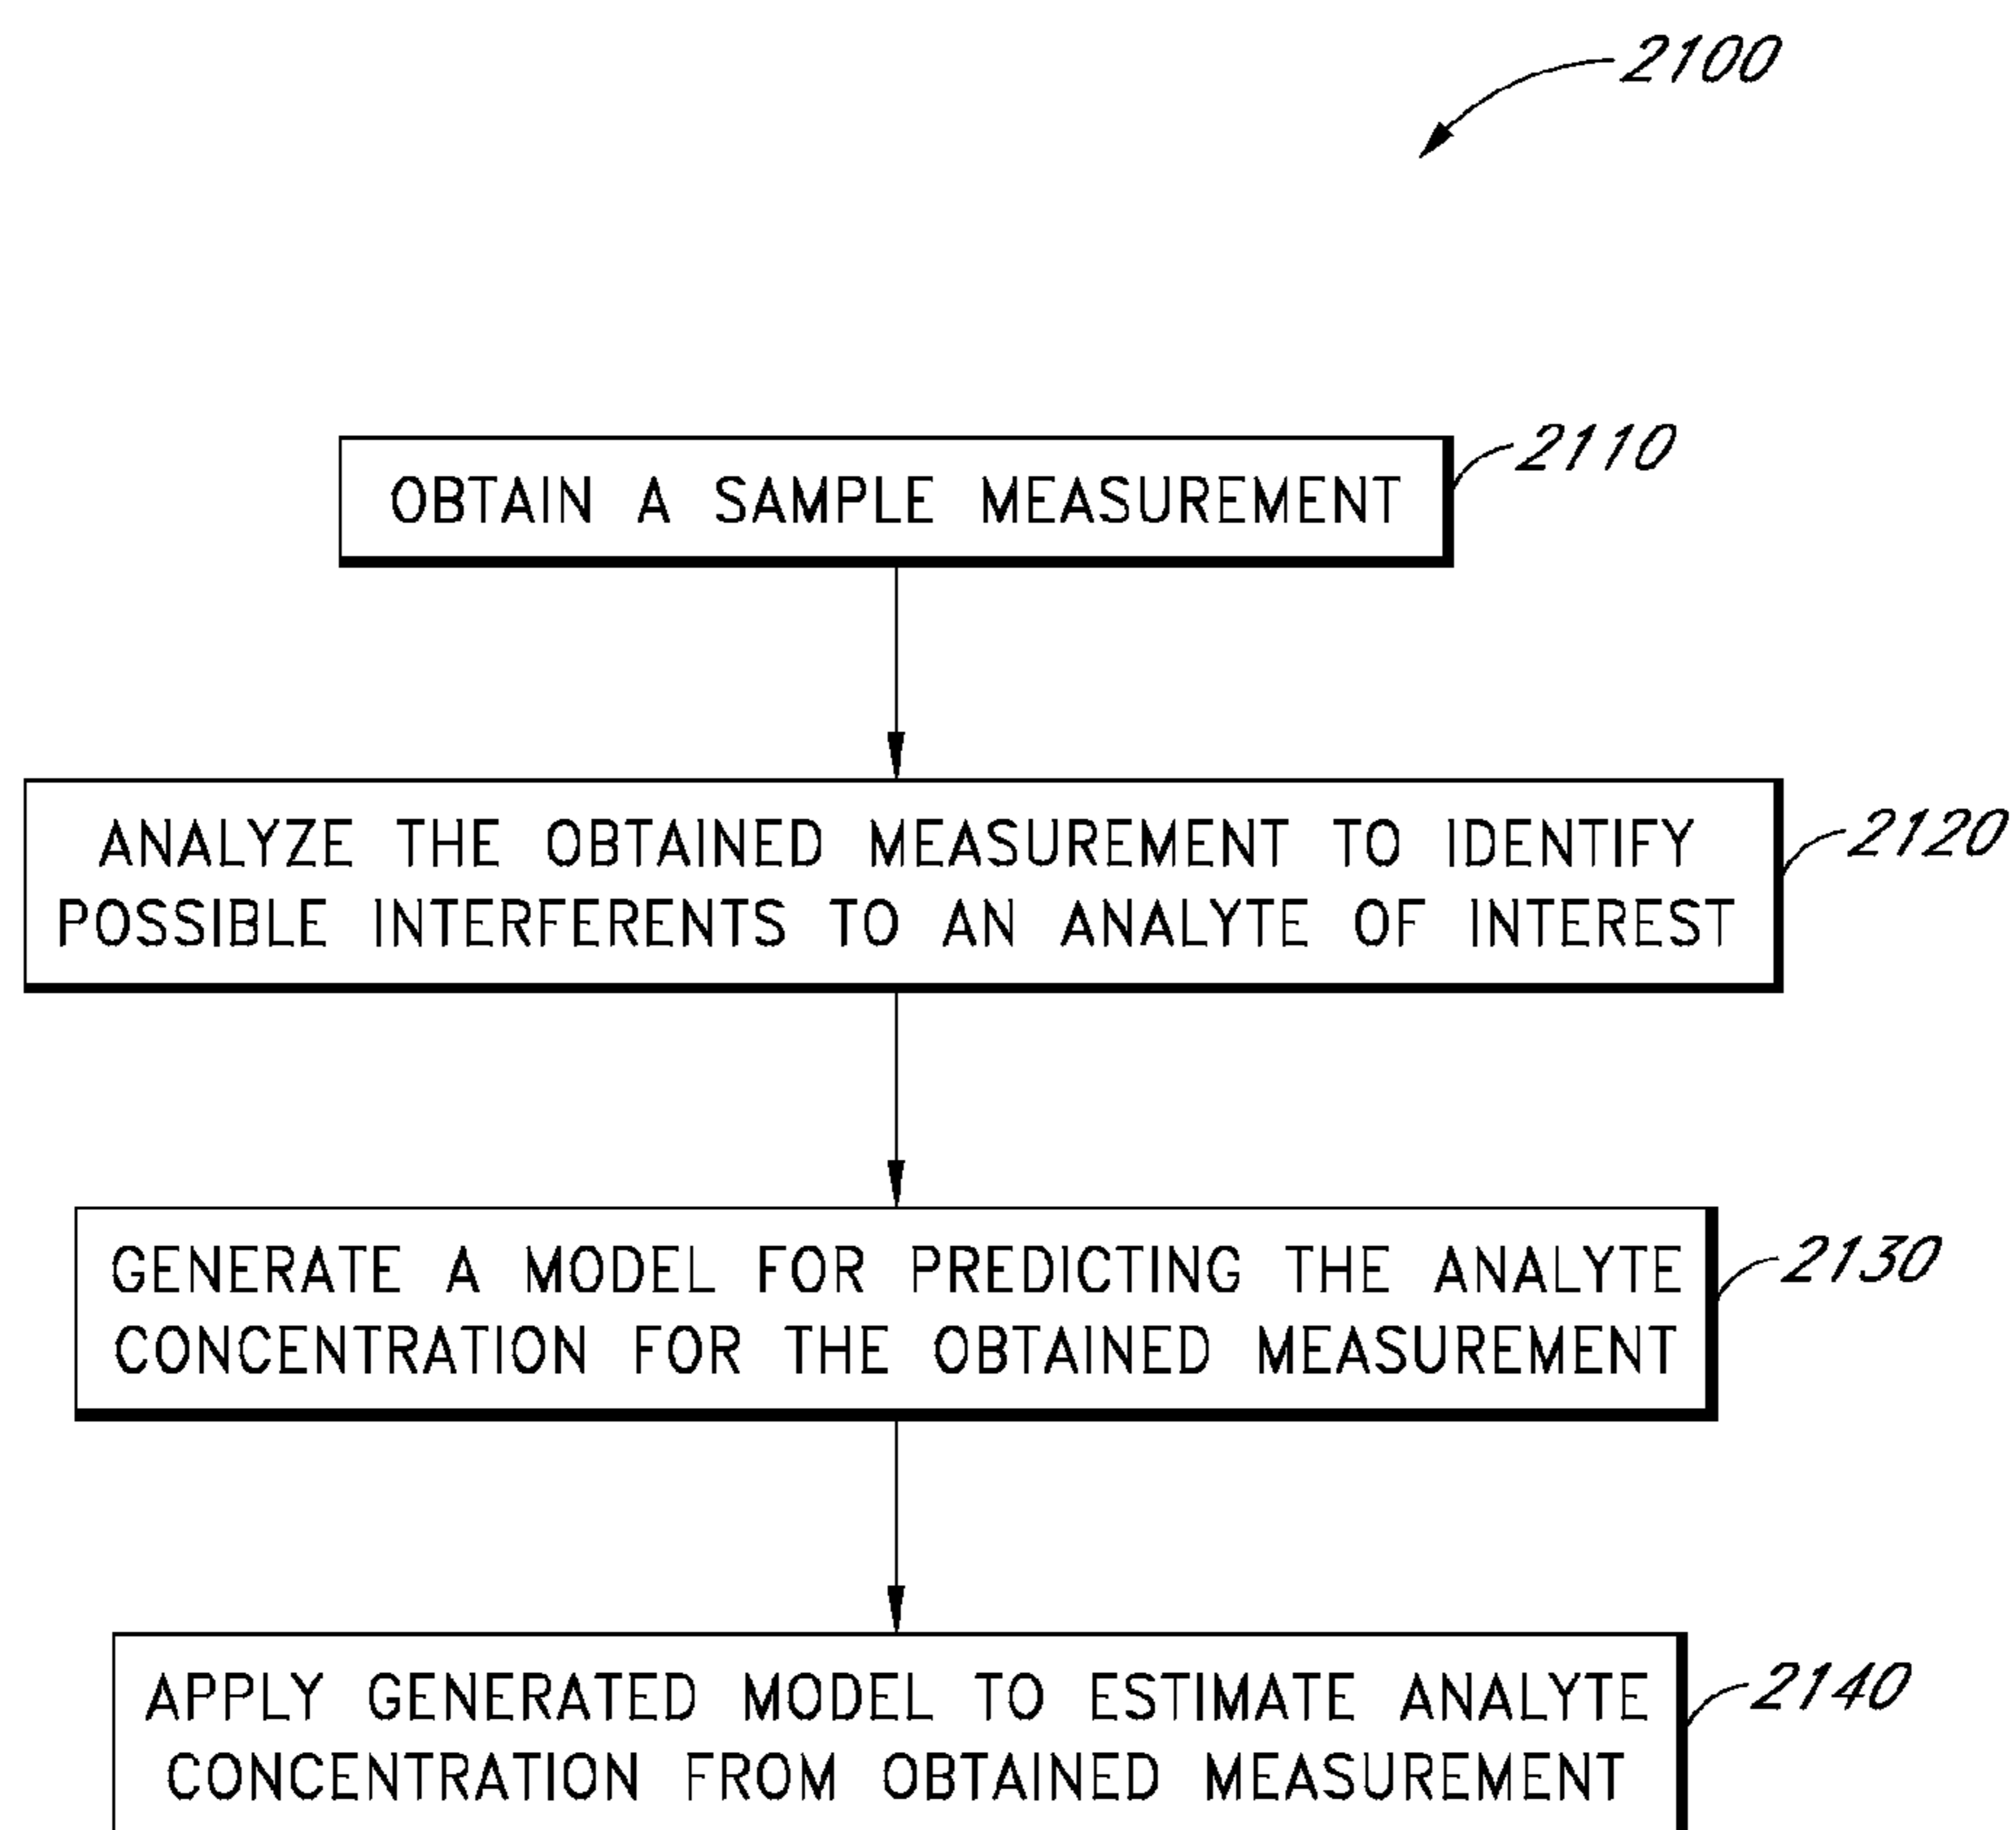 2100
OBTAIN A SAMPLE MEASUREMENT
2110
ANALYZE THE OBTAINED MEASUREMENT TO IDENTIFY
POSSIBLE INTERFERENTS TO AN ANALYTE OF INTEREST
2120
GENERATE A MODEL FOR PREDICTING THE ANALYTE
CONCENTRATION FOR THE OBTAINED MEASUREMENT
2130
APPLY GENERATED MODEL TO ESTIMATE ANALYTE
CONCENTRATION FROM OBTAINED MEASUREMENT
2140